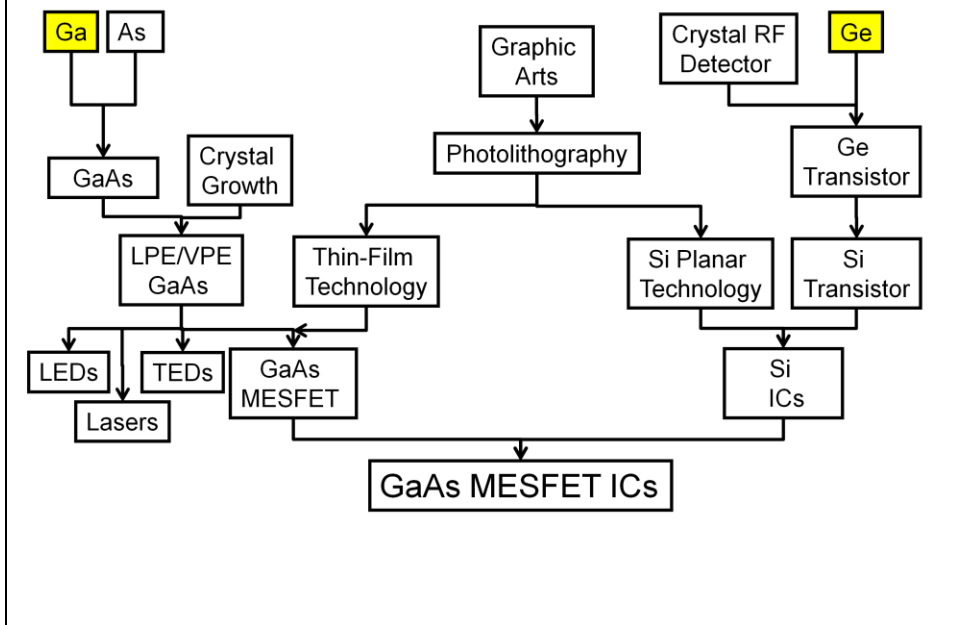 Ga
As
Graphic
Arts
Crystal RF
Detector
Ge
Photolithography
Ge
Transistor
GaAs
Crystal
Growth
LPE/VPE
GaAs
Thin-Film
Technology
Si Planar
Technology
Si
Transistor
LEDs
TEDs
GaAs
MESFET
Si
ICs
Lasers
GaAs MESFET ICs